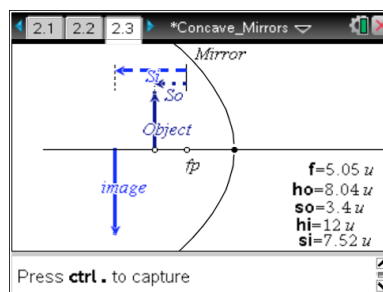 2.1 2.2 2.3 *Concave_Mirrors
Mirror
Si
So
Object
fp
image
f=5.05 u
ho=8.04 u
so=3.4 u
hi=12 u
si=7.52 u
Press ctrl . to capture